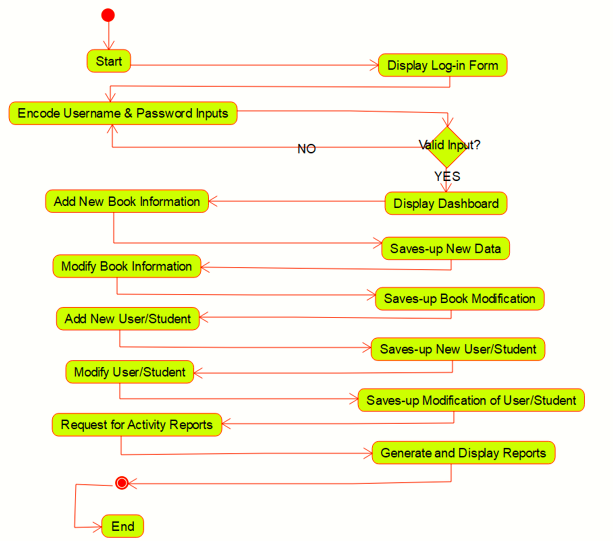 Start
Display Log-in Form
Encode Username & Password Inputs
Valid Input?
NO
YES
Add New Book Information
Display Dashboard
Saves-up New Data
Modify Book Information
Saves-up Book Modification
Add New User/Student
Saves-up New User/Student
Modify User/Student
Saves-up Modification of User/Student
Request for Activity Reports
Generate and Display Reports
End